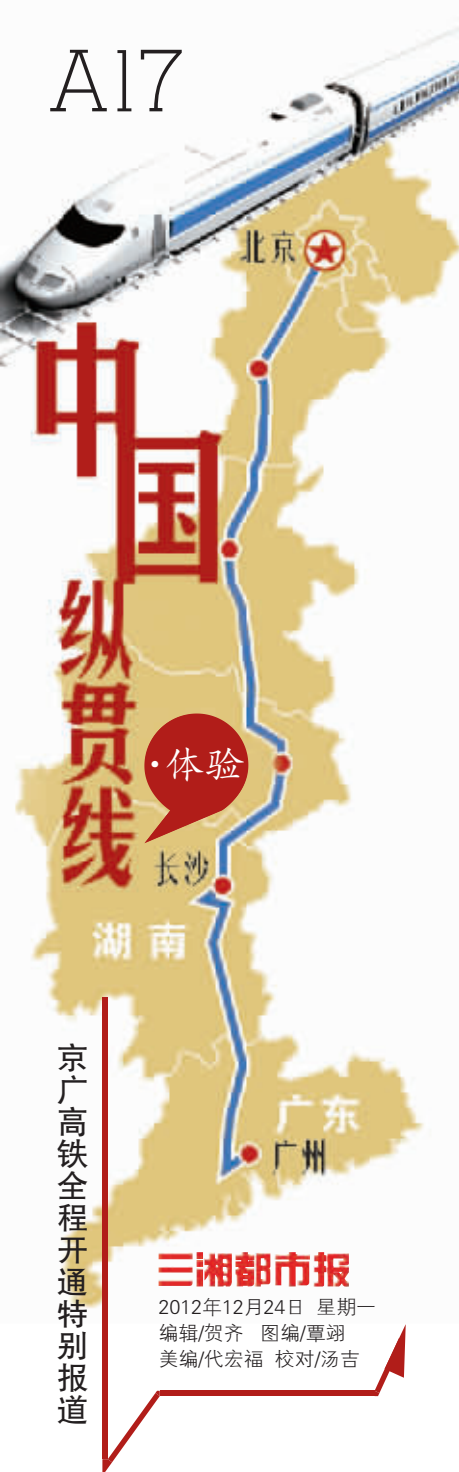 A17
北京
中国
纵贯线
·体验
长沙
湖南
广东
广州
京广高铁全程开通特别报道
三湘都市报
2012年12月24日 星期一
编辑/贺齐 图编/覃翊
美编/代宏福 校对/汤吉